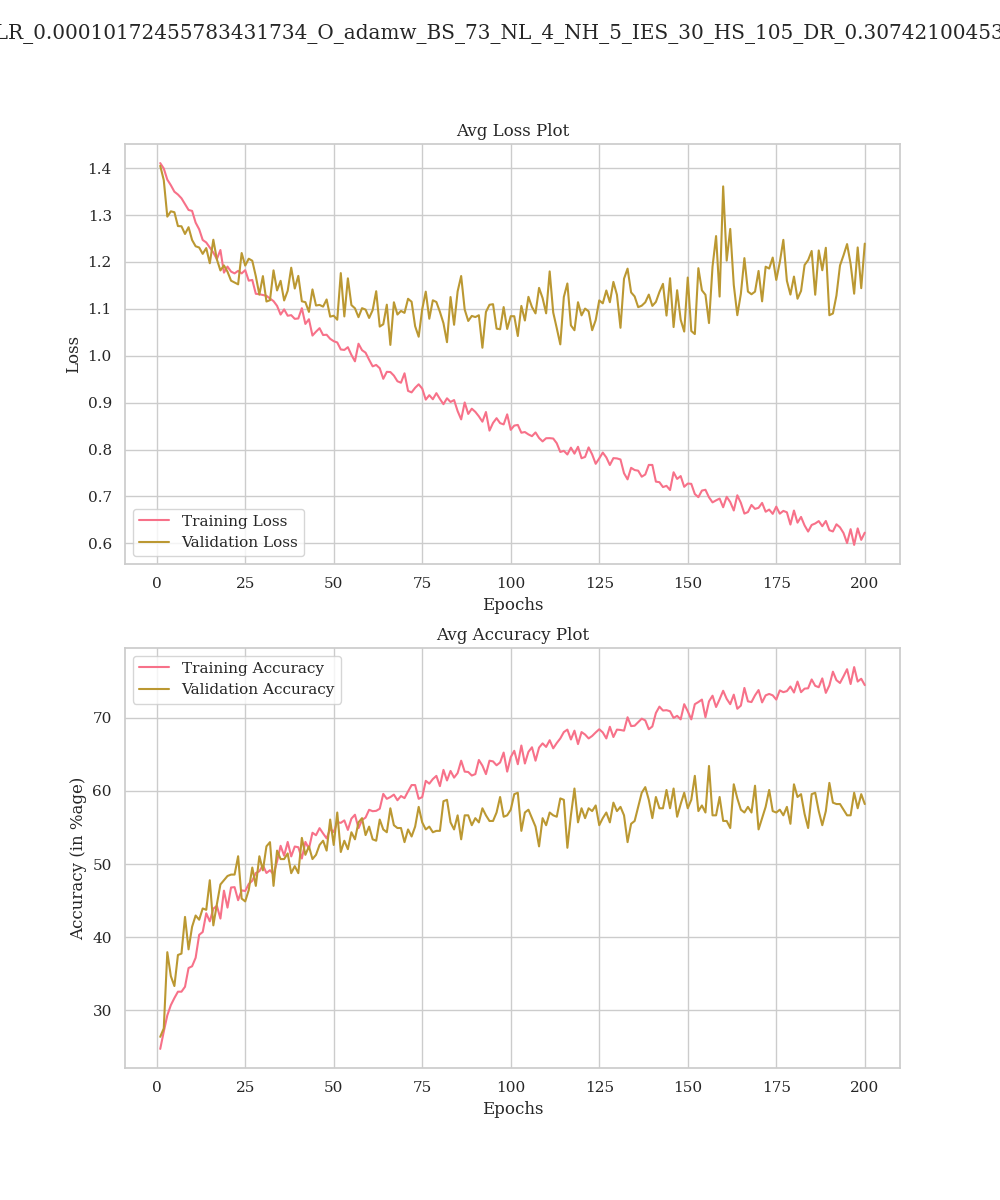 LR_0.00010172455783431734_O_adamw_BS_73_NL_4_NH_5_IES_30_HS_105_DR_0.30742100453
Avg Loss Plot
1.4
1.3
1.2
1.1
1.0
0.9
0.8
0.7
0.6
Loss
Training Loss
Validation Loss
0 25 50 75 100 125 150 175 200
Epochs
Avg Accuracy Plot
Training Accuracy
Validation Accuracy
70
60
50
40
30
Accuracy (in %age)
0 25 50 75 100 125 150 175 200
Epochs